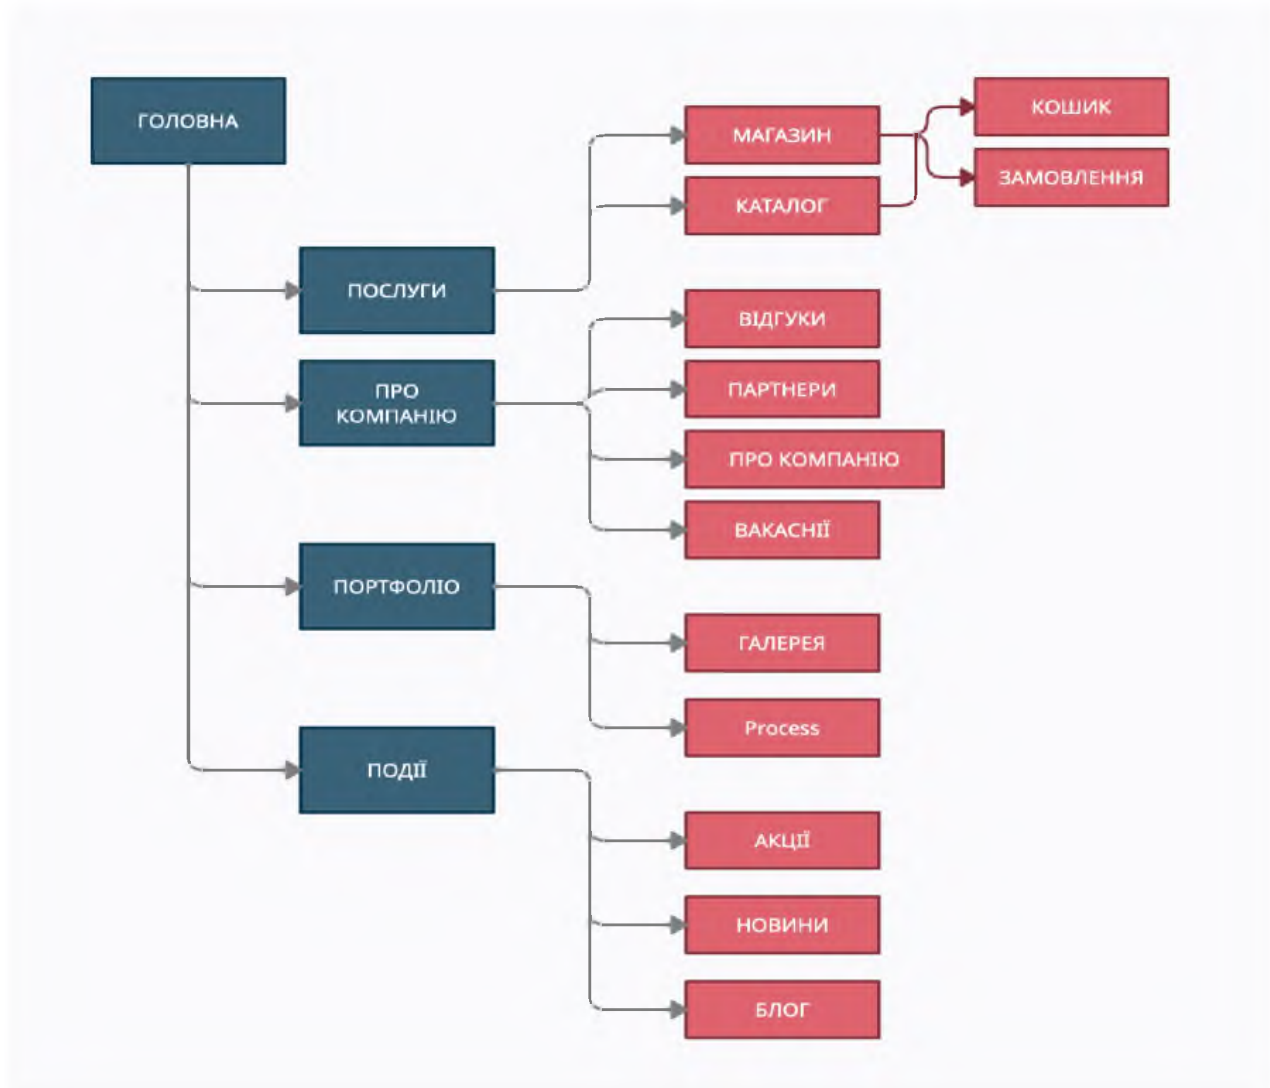 ГОЛОВНА
МАГАЗИН
КОШИК
КАТАЛОГ
ЗАМОВЛЕННЯ
ПОСЛУГИ
ПРО
КОМПАНІЮ
ВІДГУКИ
ПАРТНЕРИ
ПРО КОМПАНІЮ
ВАКАСНІЇ
ПОРТФОЛІО
ГАЛЕРЕЯ
Process
ПОДІЇ
АКЦІЇ
НОВИНИ
БЛОГ